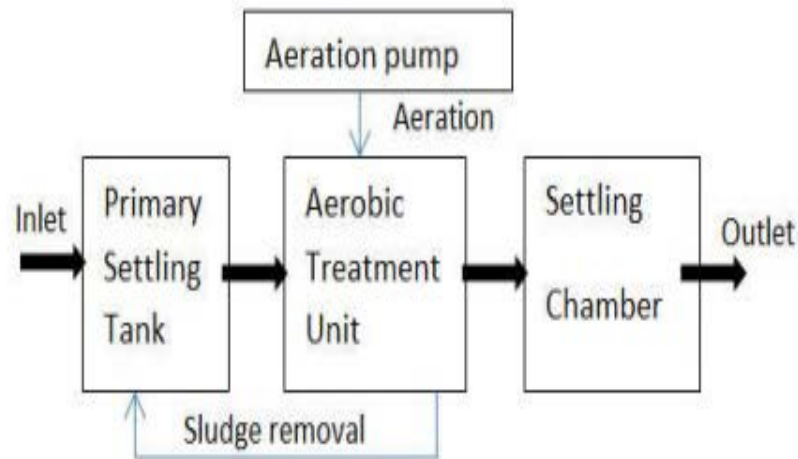 Aeration pump
Aeration
Inlet
Primary
Settling
Tank
Aerobic
Treatment
Unit
Settling
Chamber
Outlet
Sludge removal